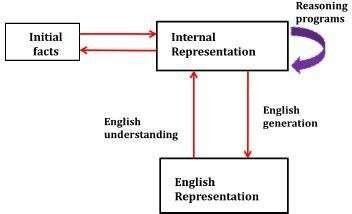 Reasoning
programs
Initial
facts
Internal
Representation
English
understanding
English
generation
English
Representation